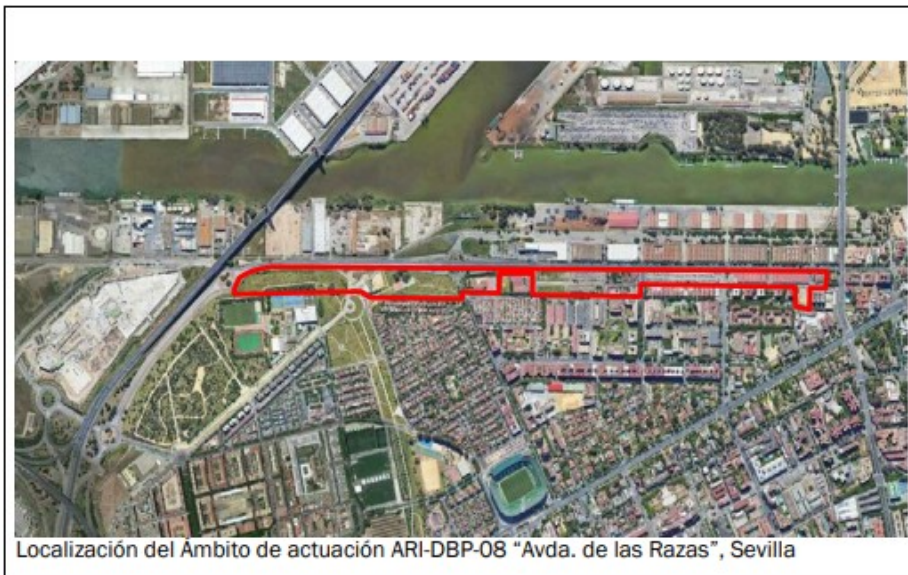 Localización del Ámbito de actuación ARI-DBP-08 “Avda. de las Razas”, Sevilla